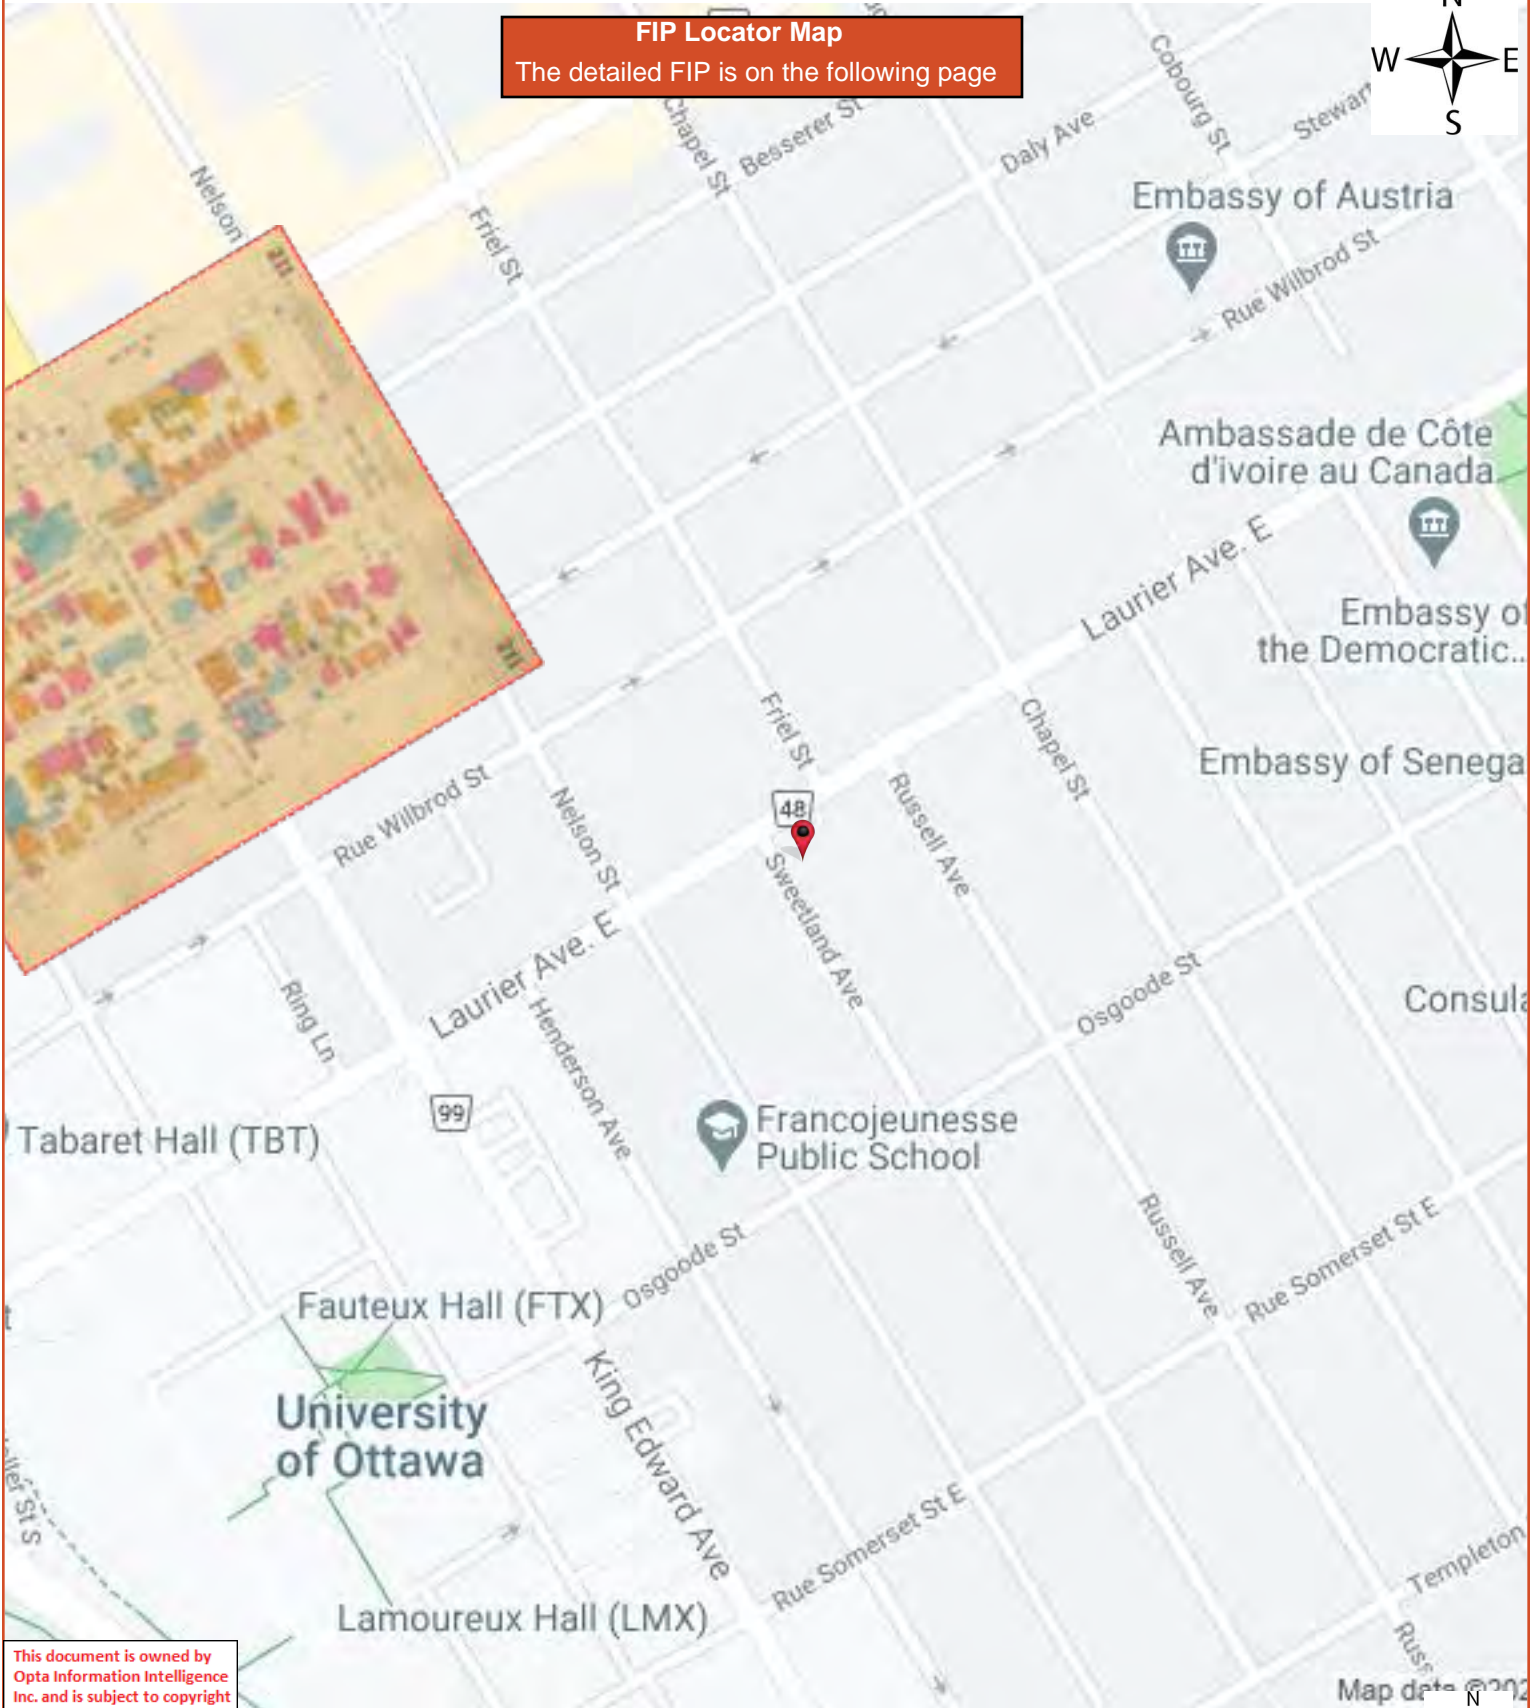 N
FIP Locator Map
The detailed FIP is on the following page
W
E
S
Chapel St
Besserer St
Cobourg St
Daly Ave
Stewart
Nelson
Friel St
Embassy of Austria
Rue Wilbrod St
Ambassade de Côte
d'ivoire au Canada
Laurier Ave. E
Embassy of
the Democratic...
Friel St
Chapel St
Embassy of Senega
48
Rue Wilbrod St
Nelson St
Russell Ave
Sweetland Ave
Laurier Ave. E
Ring Ln
Henderson Ave
Osgoode St
Consula
99
Tabaret Hall (TBT)
Francojeunesse
Public School
Russell Ave
Rue Somerset St E
Osgoode St
Fauteux Hall (FTX)
King Edward Ave
University
of Ottawa
St S
Rue Somerset St E
Templeton
Lamoureux Hall (LMX)
Russ
This document is owned by
Opta Information Intelligence
Inc. and is subject to copyright
Map data ©202
N